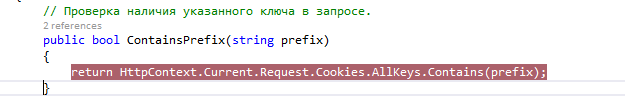 // Проверка наличия указанного ключа в запросе.
2 references
public bool ContainsPrefix(string prefix)
{
return HttpContext.Current.Request.Cookies.AllKeys.Contains(prefix);
}